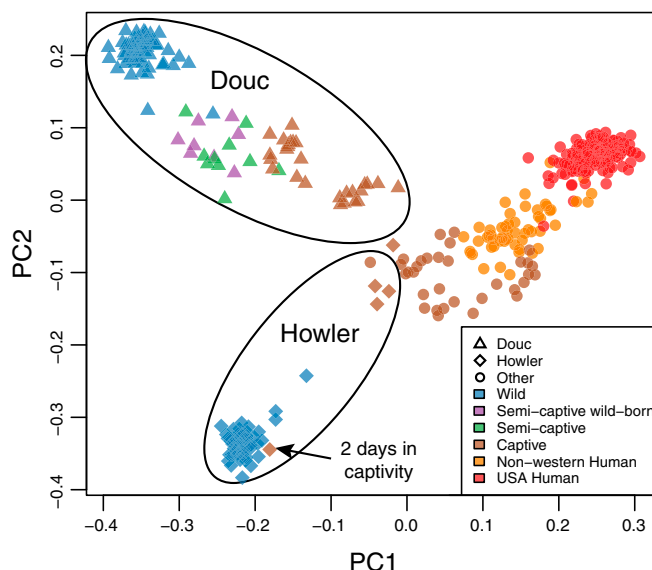 0.2
0.1
0.0
−0.1
−0.2
−0.3
−0.4
PC2
Douc
Howler
2 days in
captivity
Douc
Howler
Other
Wild
Semi-captive wild-born
Semi-captive
Captive
Non-western Human
USA Human
−0.4 −0.3 −0.2 −0.1 0.0 0.1 0.2 0.3
PC1